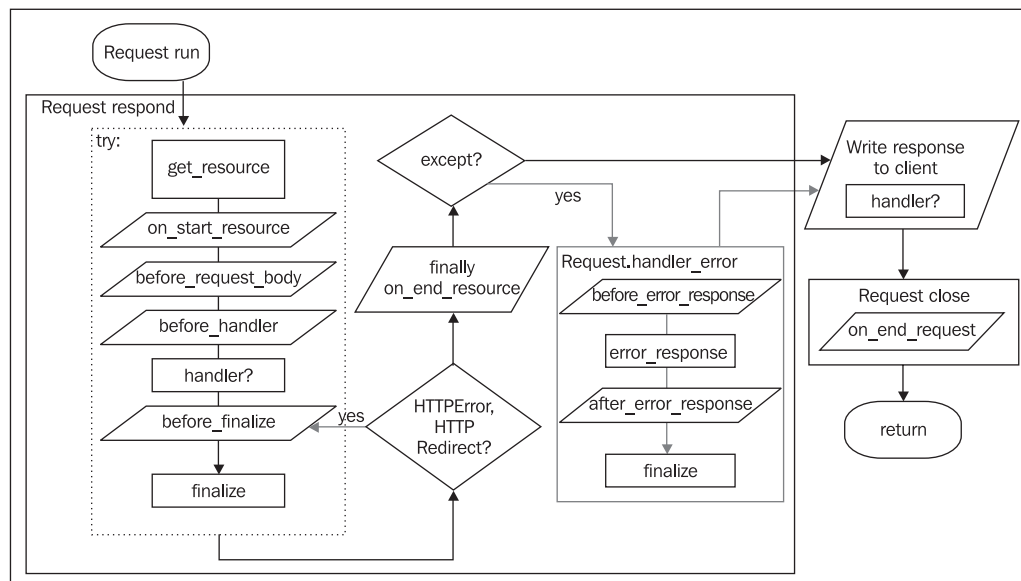 Request run
Request respond
try:
get_resource
on_start_resource
before_request_body
before_handler
handler?
before_finalize
finalize
except?
yes
finally
on_end_resource
HTTPError,
HTTP
Redirect?
yes
Request.handler_error
before_error_response
error_response
after_error_response
finalize
Write response
to client
handler?
Request close
on_end_request
return